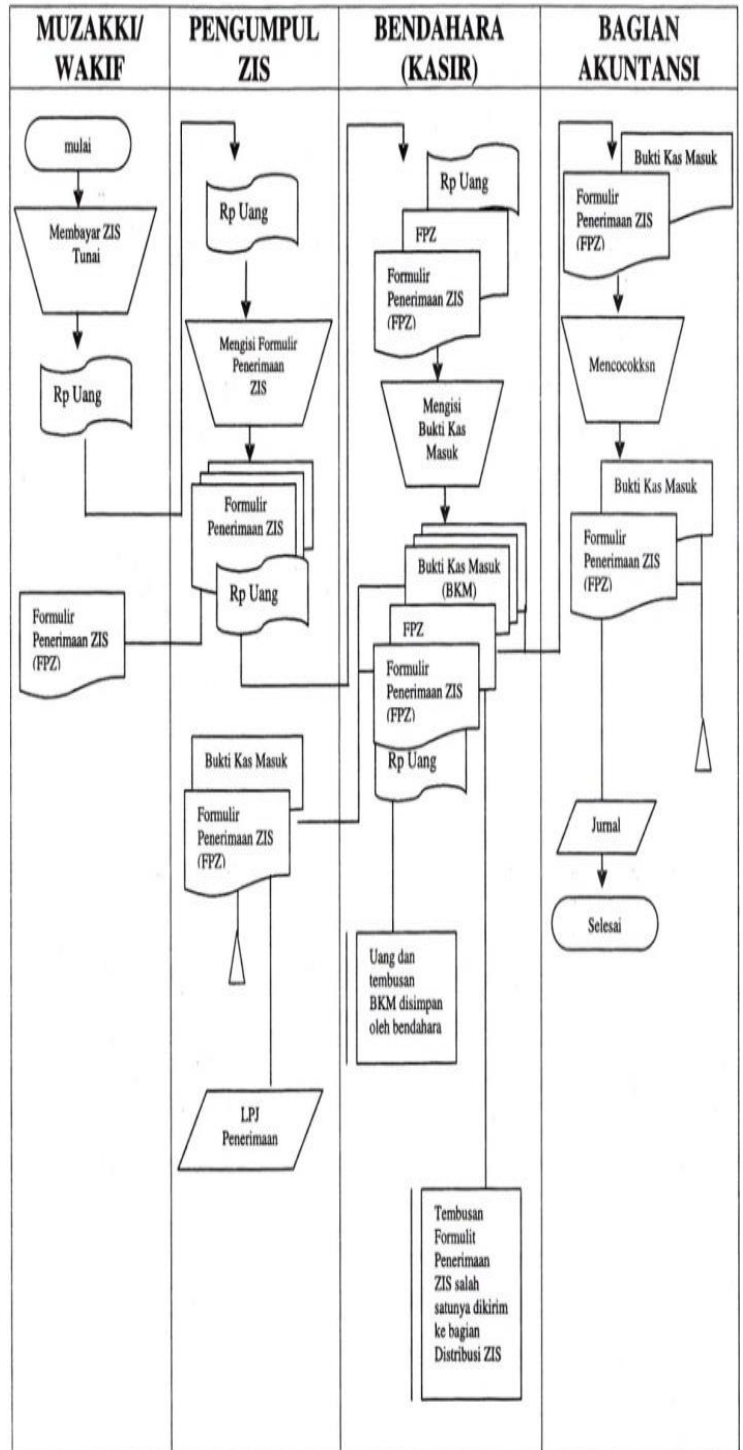 MUZAKKI/
WAKIF
PENGUMPUL
ZIS
BENDAHARA
(KASIR)
BAGIAN
AKUNTANSI
mulai
Membayar ZIS
Tunai
Rp Uang
Formulir
Penerimaan ZIS
(FPZ)
Rp Uang
Mengisi Formulir
Penerimaan
ZIS
Formulir
Penerimaan ZIS
Rp Uang
Bukti Kas Masuk
Formulir
Penerimaan ZIS
(FPZ)
LPJ
Penerimaan
Rp Uang
FPZ
Formulir
Penerimaan ZIS
(FPZ)
Mengisi
Bukti Kas
Masuk
Bukti Kas Masuk
(BKM)
FPZ
Formulir
Penerimaan ZIS
(FPZ)
Rp Uang
Uang dan
tembusan
BKM disimpan
oleh bendahara
Tembusan
Formulit
Penerimaan
ZIS salah
satunya dikirim
ke bagian
Distribusi ZIS
Bukti Kas Masuk
Formulir
Penerimaan ZIS
(FPZ)
Mencocokksn
Bukti Kas Masuk
Formulir
Penerimaan ZIS
(FPZ)
Jurnal
Selesai